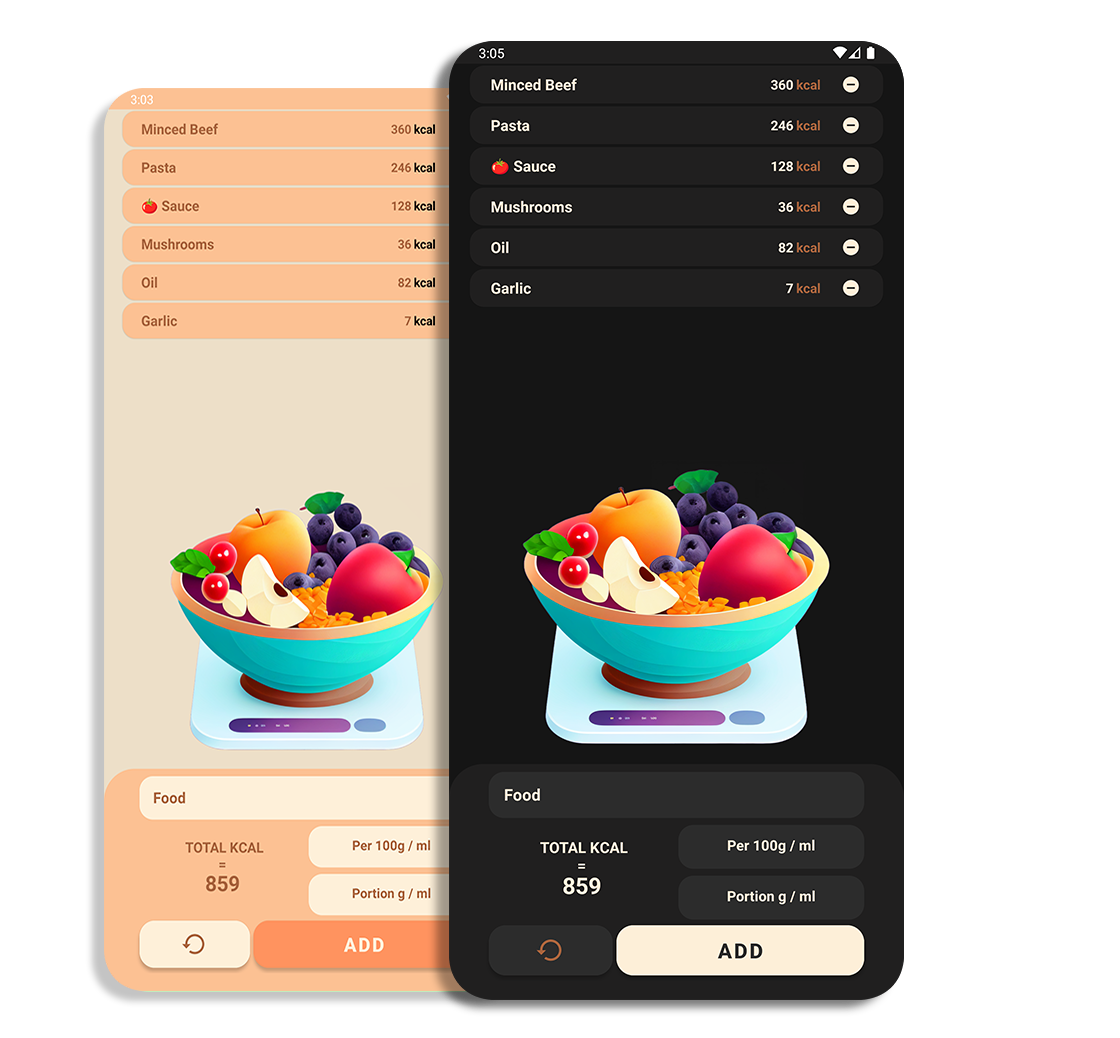 3:03
Minced Beef 360 kcal
Pasta 246 kcal
🍅 Sauce 128 kcal
Mushrooms 36 kcal
Oil 82 kcal
Garlic 7 kcal
Food
TOTAL KCAL
=
859
Per 100g / ml
Portion g / ml
ADD
3:05
Minced Beef 360 kcal
Pasta 246 kcal
🍅 Sauce 128 kcal
Mushrooms 36 kcal
Oil 82 kcal
Garlic 7 kcal
Food
TOTAL KCAL
=
859
Per 100g / ml
Portion g / ml
ADD